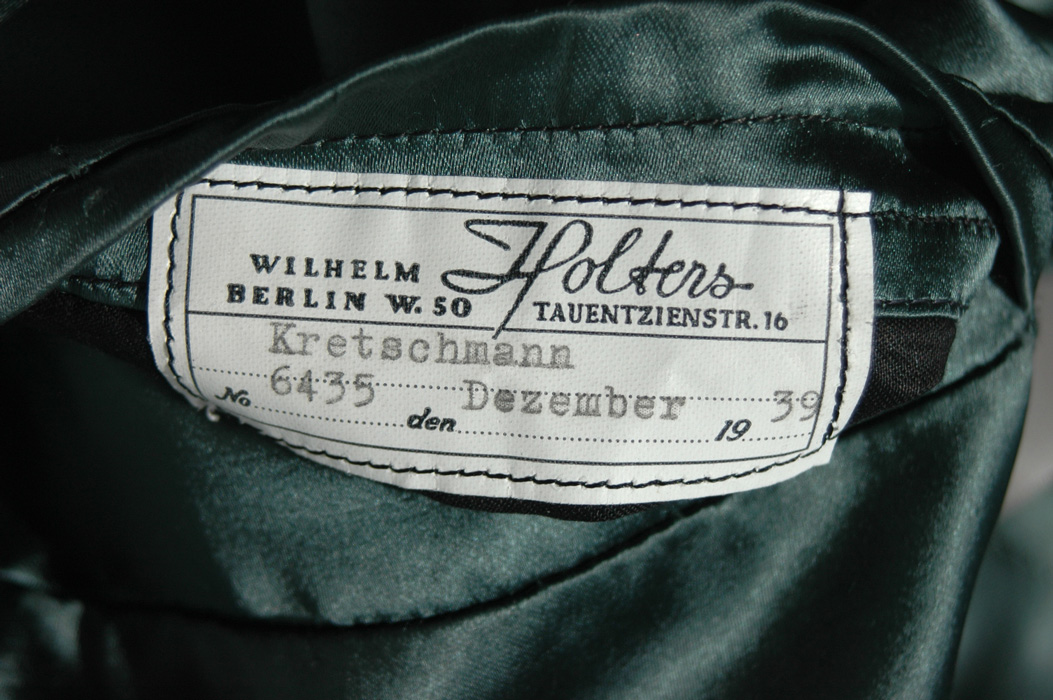 WILHELM Holters
BERLIN W. 50 TAUENTZIENSTR. 16
Kretschmann
No 6435 den Dezember 19 39